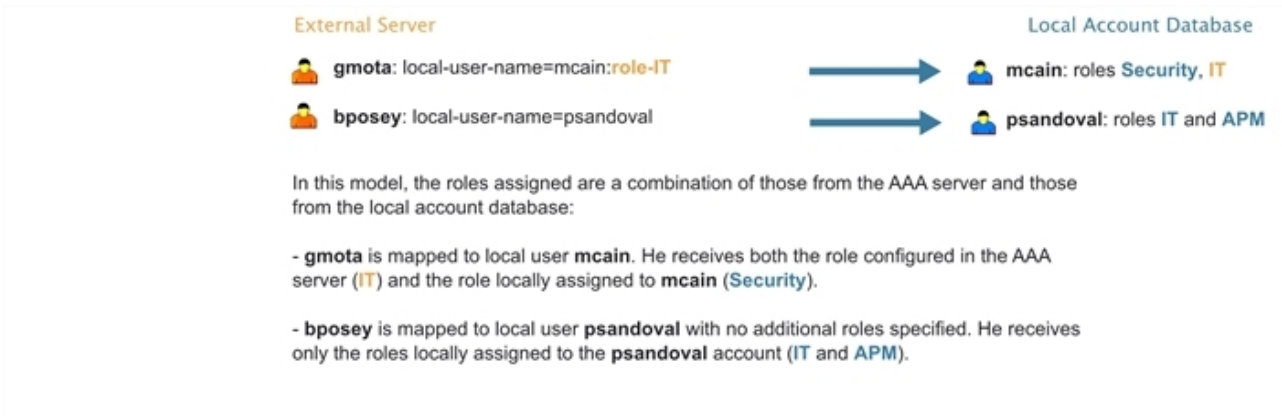 External Server
Local Account Database
gmota: local-user-name=mcain:role-IT
mcain: roles Security, IT
bposey: local-user-name=psandoval
psandoval: roles IT and APM
In this model, the roles assigned are a combination of those from the AAA server and those
from the local account database:
- gmota is mapped to local user mcain. He receives both the role configured in the AAA
server (IT) and the role locally assigned to mcain (Security).
- bposey is mapped to local user psandoval with no additional roles specified. He receives
only the roles locally assigned to the psandoval account (IT and APM).